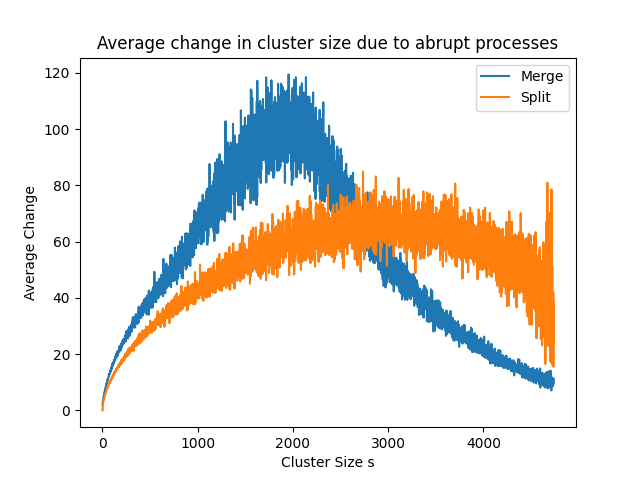 Average change in cluster size due to abrupt processes
Merge
Split
Average Change
120
100
80
60
40
20
0
0 1000 2000 3000 4000
Cluster Size s